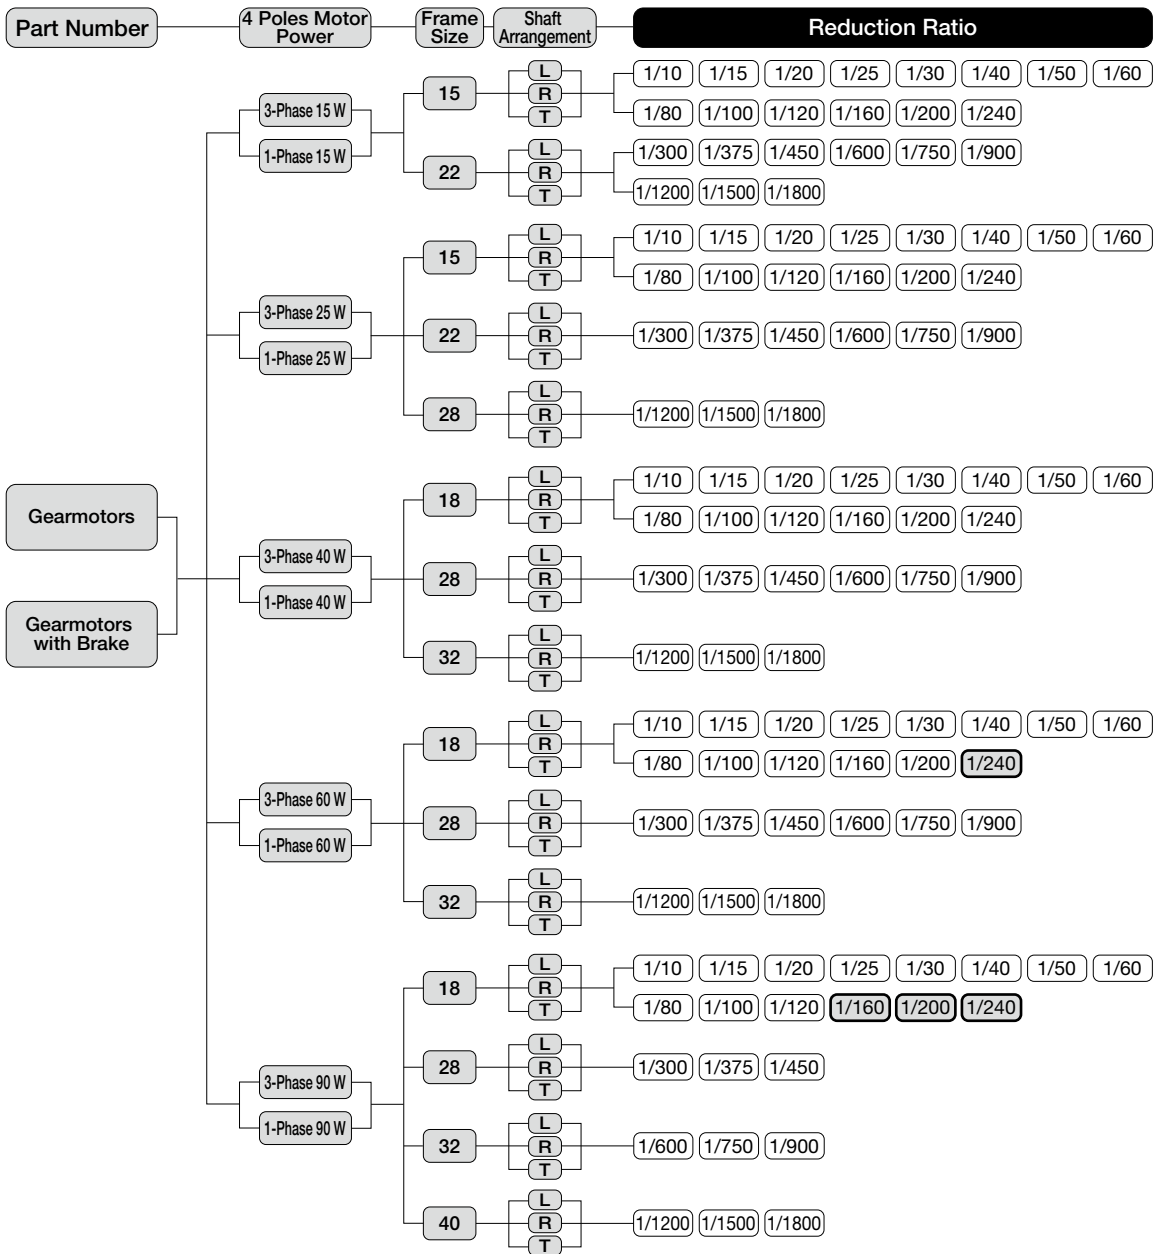 Part Number
4 Poles Motor
Power
Frame
Size
Shaft
Arrangement
Reduction Ratio
Gearmotors
Gearmotors
with Brake
3-Phase 15 W
1-Phase 15 W
15
L
R
T
1/10 1/15 1/20 1/25 1/30 1/40 1/50 1/60
1/80 1/100 1/120 1/160 1/200 1/240
22
L
R
T
1/300 1/375 1/450 1/600 1/750 1/900
1/1200 1/1500 1/1800
3-Phase 25 W
1-Phase 25 W
15
L
R
T
1/10 1/15 1/20 1/25 1/30 1/40 1/50 1/60
1/80 1/100 1/120 1/160 1/200 1/240
22
L
R
T
1/300 1/375 1/450 1/600 1/750 1/900
28
L
R
T
1/1200 1/1500 1/1800
3-Phase 40 W
1-Phase 40 W
18
L
R
T
1/10 1/15 1/20 1/25 1/30 1/40 1/50 1/60
1/80 1/100 1/120 1/160 1/200 1/240
28
L
R
T
1/300 1/375 1/450 1/600 1/750 1/900
32
L
R
T
1/1200 1/1500 1/1800
3-Phase 60 W
1-Phase 60 W
18
L
R
T
1/10 1/15 1/20 1/25 1/30 1/40 1/50 1/60
1/80 1/100 1/120 1/160 1/200 1/240
28
L
R
T
1/300 1/375 1/450 1/600 1/750 1/900
32
L
R
T
1/1200 1/1500 1/1800
3-Phase 90 W
1-Phase 90 W
18
L
R
T
1/10 1/15 1/20 1/25 1/30 1/40 1/50 1/60
1/80 1/100 1/120 1/160 1/200 1/240
28
L
R
T
1/300 1/375 1/450
32
L
R
T
1/600 1/750 1/900
40
L
R
T
1/1200 1/1500 1/1800